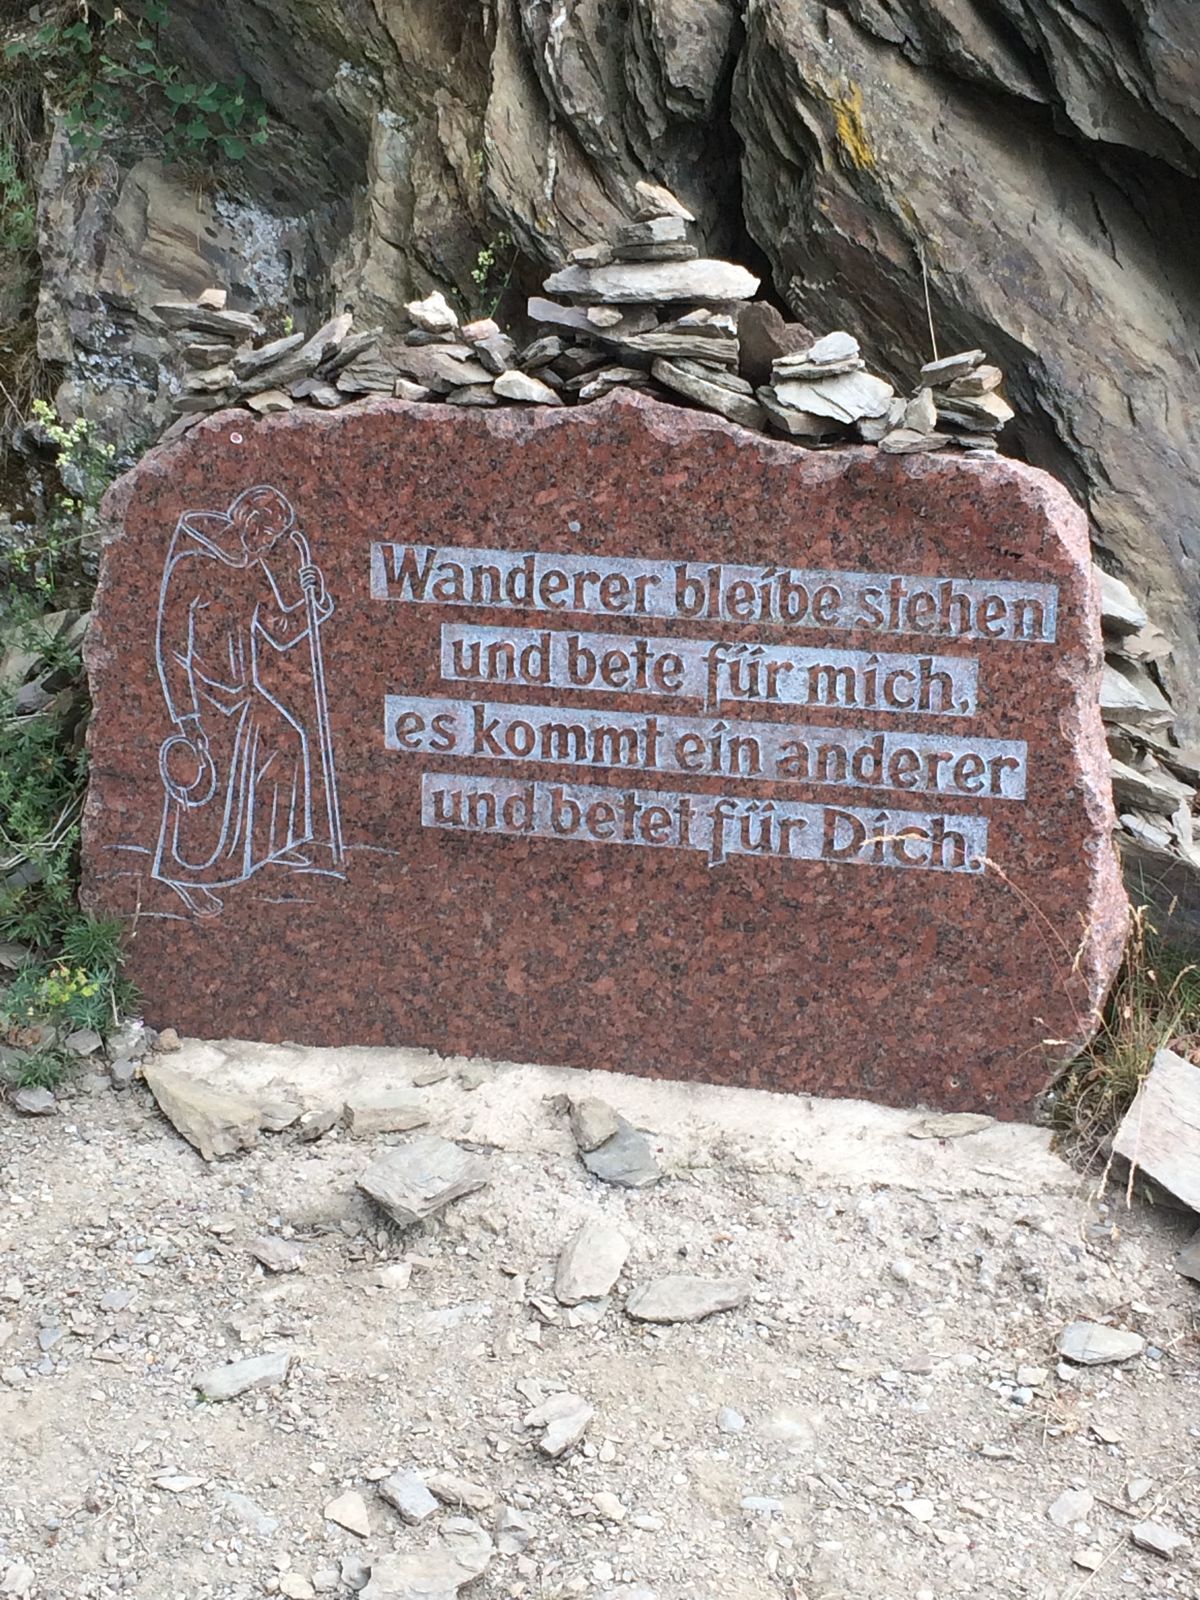 Wanderer bleibe stehen
und bete für mich,
es kommt ein anderer
und betet für Dich.